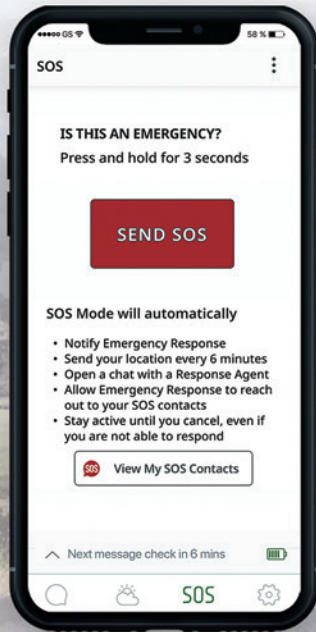 GS
58 %
SOS
IS THIS AN EMERGENCY?
Press and hold for 3 seconds
SEND SOS
SOS Mode will automatically
• Notify Emergency Response
• Send your location every 6 minutes
• Open a chat with a Response Agent
• Allow Emergency Response to reach
out to your SOS contacts
• Stay active until you cancel, even if
you are not able to respond
SOS View My SOS Contacts
Next message check in 6 mins
SOS